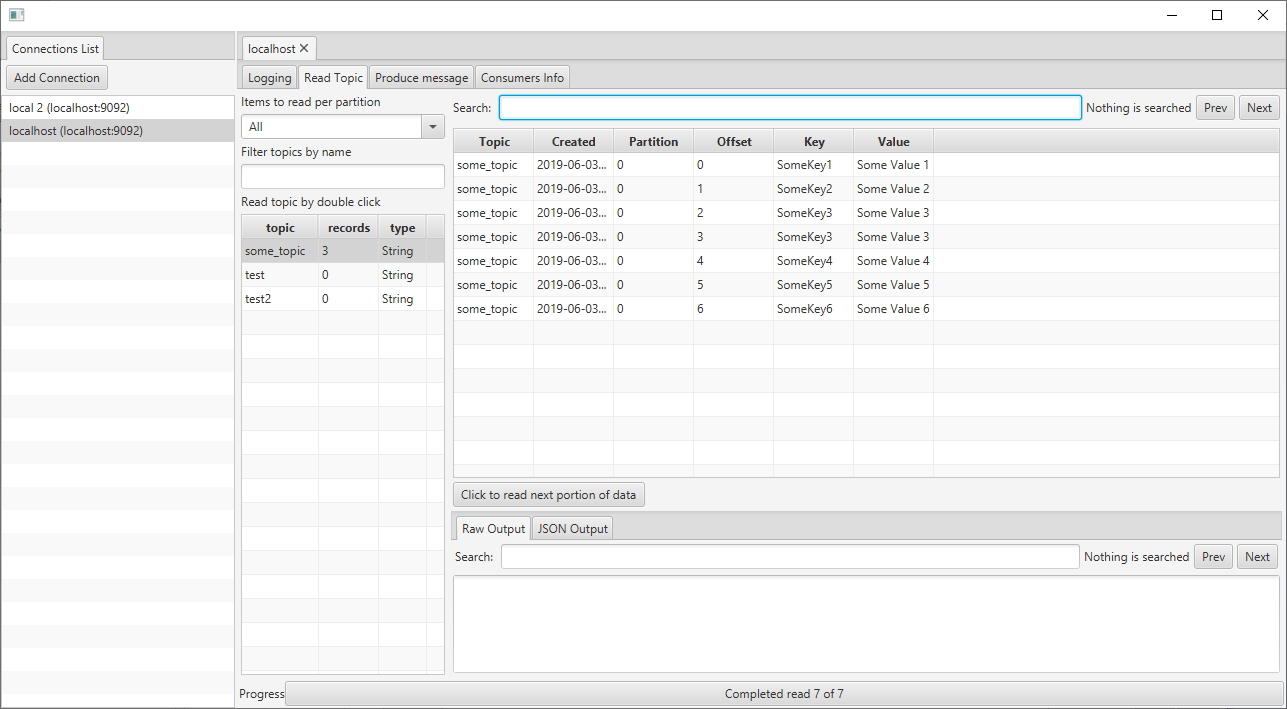 Connections List
Add Connection
local 2 (localhost:9092)
localhost (localhost:9092)
localhost
Logging Read Topic Produce message Consumers Info
Items to read per partition
All
Filter topics by name
Read topic by double click
topic records type
some_topic 3 String
test 0 String
test2 0 String
Search: Nothing is searched Prev Next
Topic Created Partition Offset Key Value
some_topic 2019-06-03... 0 0 SomeKey1 Some Value 1
some_topic 2019-06-03... 0 1 SomeKey2 Some Value 2
some_topic 2019-06-03... 0 2 SomeKey3 Some Value 3
some_topic 2019-06-03... 0 3 SomeKey3 Some Value 3
some_topic 2019-06-03... 0 4 SomeKey4 Some Value 4
some_topic 2019-06-03... 0 5 SomeKey5 Some Value 5
some_topic 2019-06-03... 0 6 SomeKey6 Some Value 6
Click to read next portion of data
Raw Output JSON Output
Search: Nothing is searched Prev Next
Progress Completed read 7 of 7